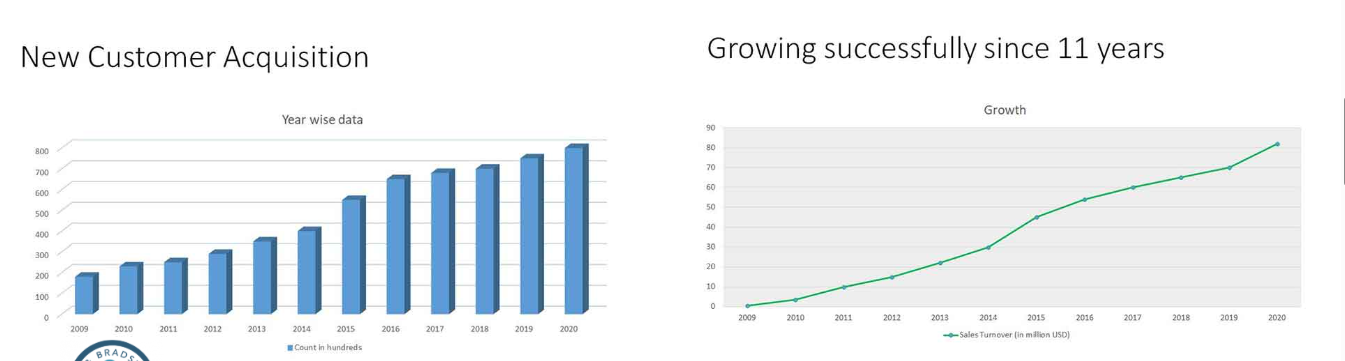 New Customer Acquisition
Year wise data
800
700
600
500
400
300
200
100
0
2009 2010 2011 2012 2013 2014 2015 2016 2017 2018 2019 2020
Count in hundreds
BRADS
Growing successfully since 11 years
Growth
90
80
70
60
50
40
30
20
10
0
2009 2010 2011 2012 2013 2014 2015 2016 2017 2018 2019 2020
Sales Turnover (in million USD)